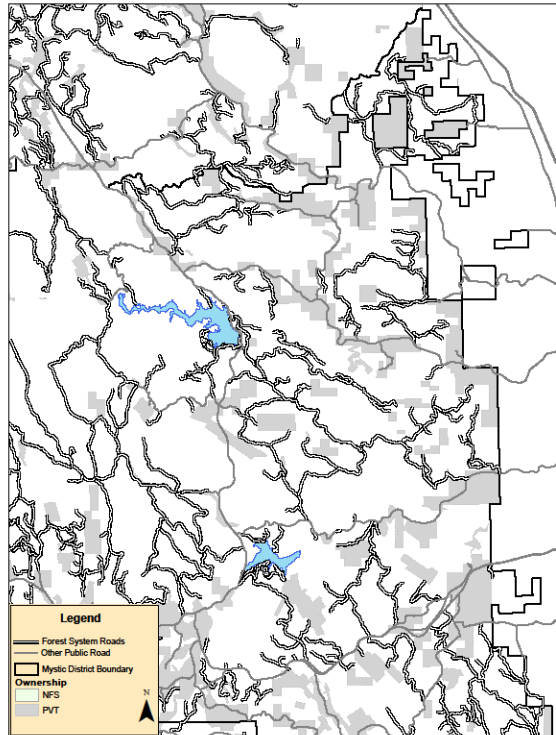 Legend
Forest System Roads
Other Public Road
Mystic District Boundary
Ownership
NFS
PVT
N